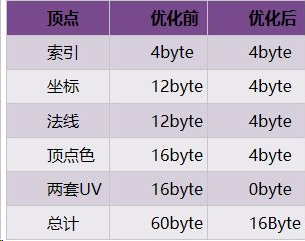 顶点 优化前 优化后
索引 4byte 4byte
坐标 12byte 4byte
法线 12byte 4byte
顶点色 16byte 4byte
两套UV 16byte 0byte
总计 60byte 16Byte